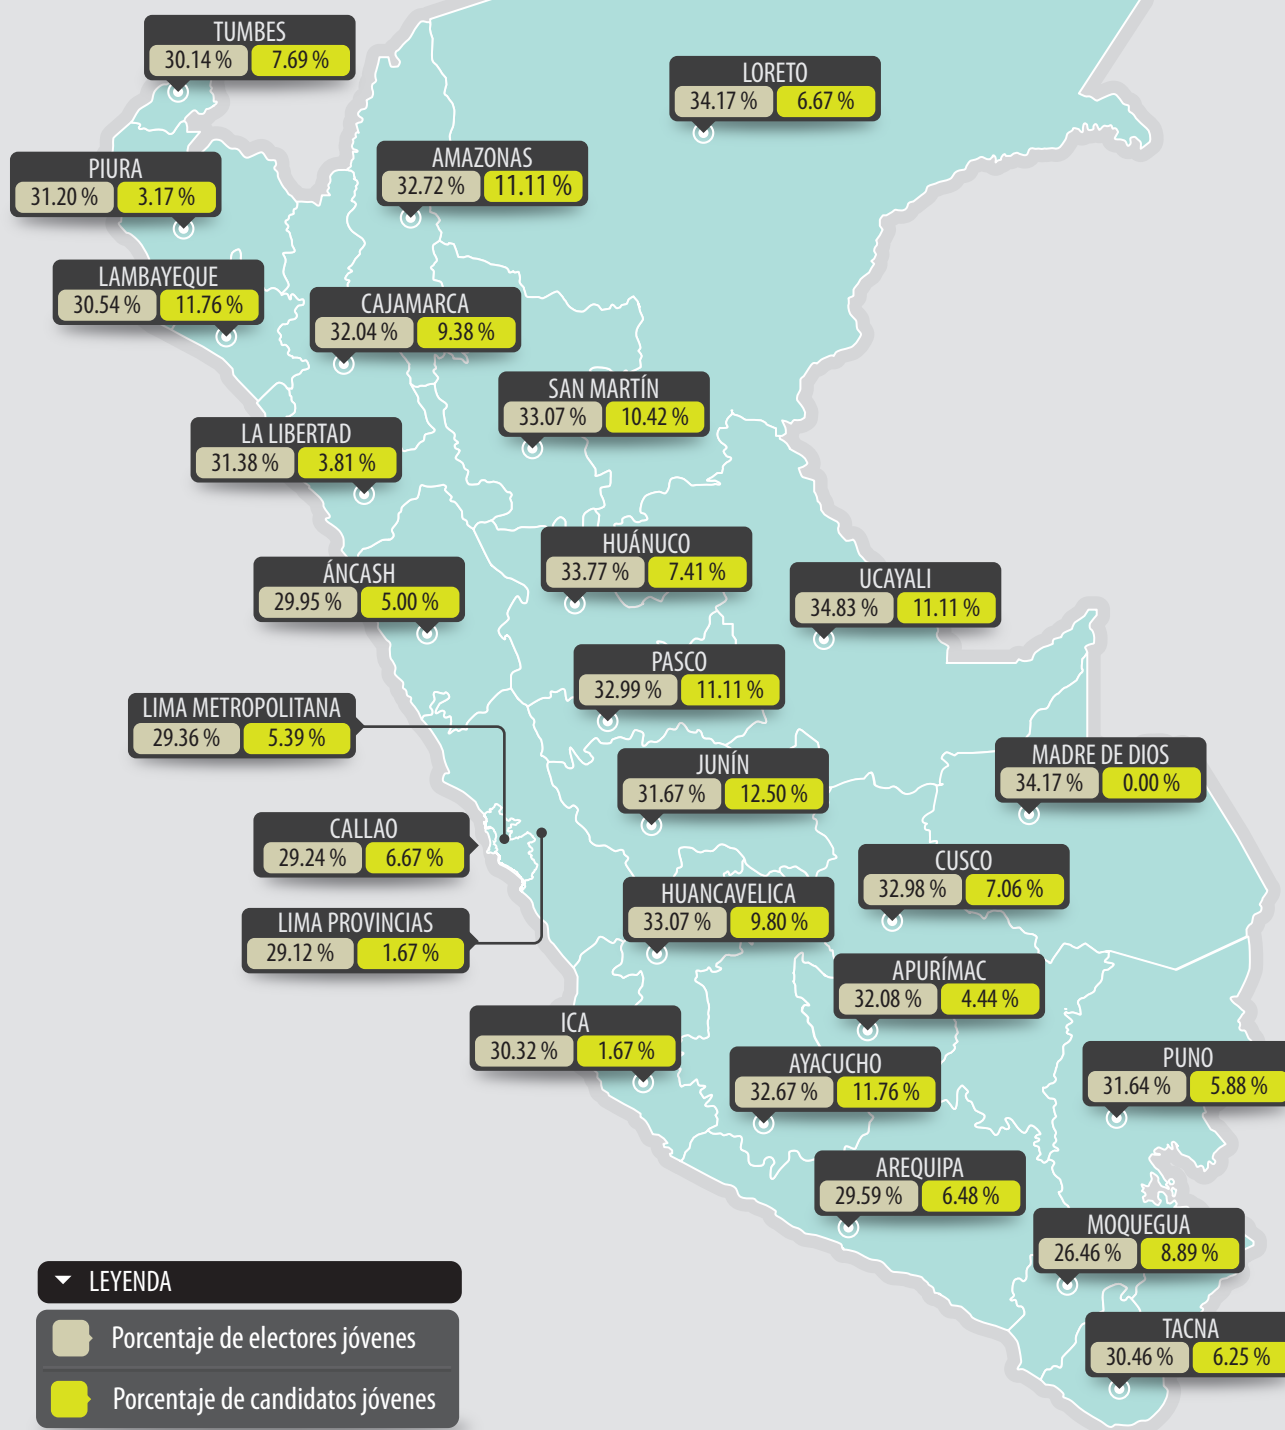 TUMBES
30.14 % 7.69 %
LORETO
34.17 % 6.67 %
AMAZONAS
32.72 % 11.11 %
PIURA
31.20 % 3.17 %
LAMBAYEQUE
30.54 % 11.76 %
CAJAMARCA
32.04 % 9.38 %
SAN MARTÍN
33.07 % 10.42 %
LA LIBERTAD
31.38 % 3.81 %
HUÁNUCO
33.77 % 7.41 %
ÁNCASH
29.95 % 5.00 %
UCAYALI
34.83 % 11.11 %
PASCO
32.99 % 11.11 %
LIMA METROPOLITANA
29.36 % 5.39 %
MADRE DE DIOS
34.17 % 0.00 %
JUNÍN
31.67 % 12.50 %
CALLAO
29.24 % 6.67 %
CUSCO
32.98 % 7.06 %
HUANCAVELICA
33.07 % 9.80 %
LIMA PROVINCIAS
29.12 % 1.67 %
APURÍMAC
32.08 % 4.44 %
ICA
30.32 % 1.67 %
AYACUCHO
32.67 % 11.76 %
PUNO
31.64 % 5.88 %
AREQUIPA
29.59 % 6.48 %
MOQUEGUA
26.46 % 8.89 %
TACNA
30.46 % 6.25 %
LEYENDA
Porcentaje de electores jóvenes
Porcentaje de candidatos jóvenes